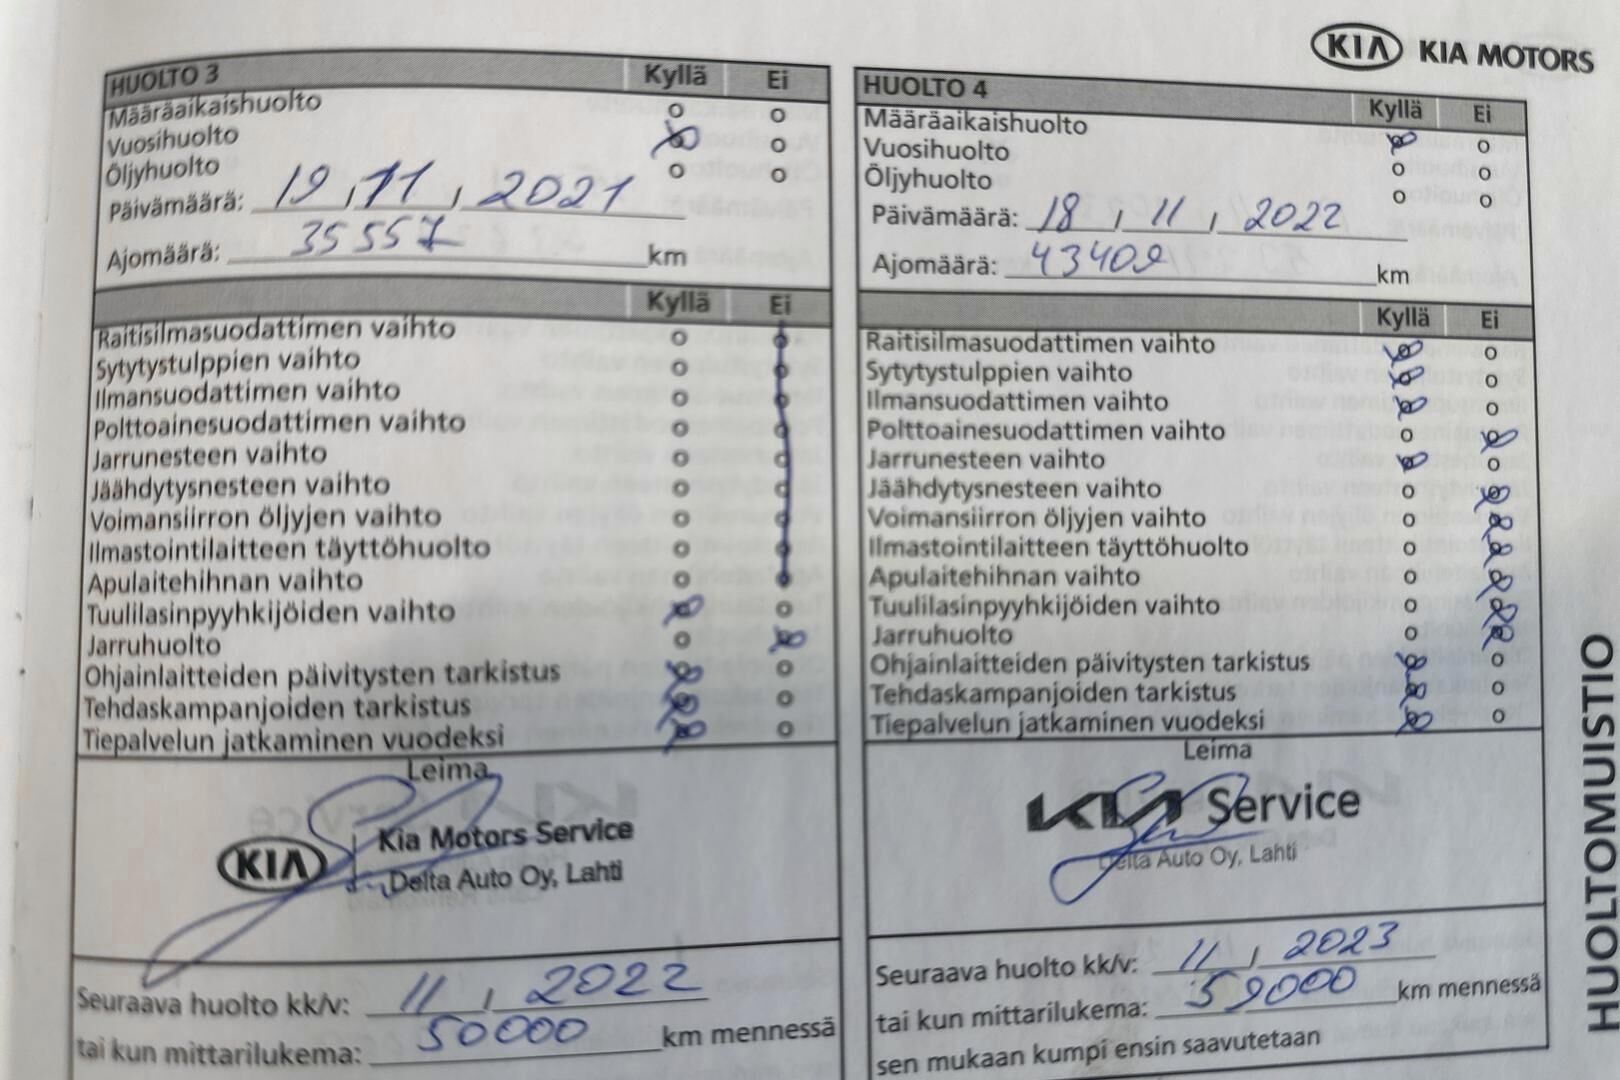 KIA KIA MOTORS
HUOLTO 3 Kyllä Ei
Määräaikaishuolto
Vuosihuolto
Öljyhuolto
Päivämäärä: 19, 11, 2021
Ajomäärä: 35557 km
Kyllä Ei
Raitisilmasuodattimen vaihto
Sytytystulppien vaihto
Ilmansuodattimen vaihto
Polttoainesuodattimen vaihto
Jarrunesteen vaihto
Jäähdytysnesteen vaihto
Voimansiirron öljyjen vaihto
Ilmastointilaitteen täyttöhuolto
Apulaitehihnan vaihto
Tuulilasinpyyhkijöiden vaihto
Jarruhuolto
Ohjainlaitteiden päivitysten tarkistus
Tehdaskampanjoiden tarkistus
Tiepalvelun jatkaminen vuodeksi
Leima
KIA Kia Motors Service
Delta Auto Oy, Lahti
Seuraava huolto kk/v: 11 / 2022
tai kun mittarilukema: 50000 km mennessä
HUOLTO 4 Kyllä Ei
Määräaikaishuolto
Vuosihuolto
Öljyhuolto
Päivämäärä: 18 , 11 , 2022
Ajomäärä: 43409 km
Kyllä Ei
Raitisilmasuodattimen vaihto
Sytytystulppien vaihto
Ilmansuodattimen vaihto
Polttoainesuodattimen vaihto
Jarrunesteen vaihto
Jäähdytysnesteen vaihto
Voimansiirron öljyjen vaihto
Ilmastointilaitteen täyttöhuolto
Apulaitehihnan vaihto
Tuulilasinpyyhkijöiden vaihto
Jarruhuolto
Ohjainlaitteiden päivitysten tarkistus
Tehdaskampanjoiden tarkistus
Tiepalvelun jatkaminen vuodeksi
Leima
KIA Service
Delta Auto Oy, Lahti
Seuraava huolto kk/v: 11 / 2023
tai kun mittarilukema: 59000 km mennessä
sen mukaan kumpi ensin saavutetaan
HUOLTOMUISTIO